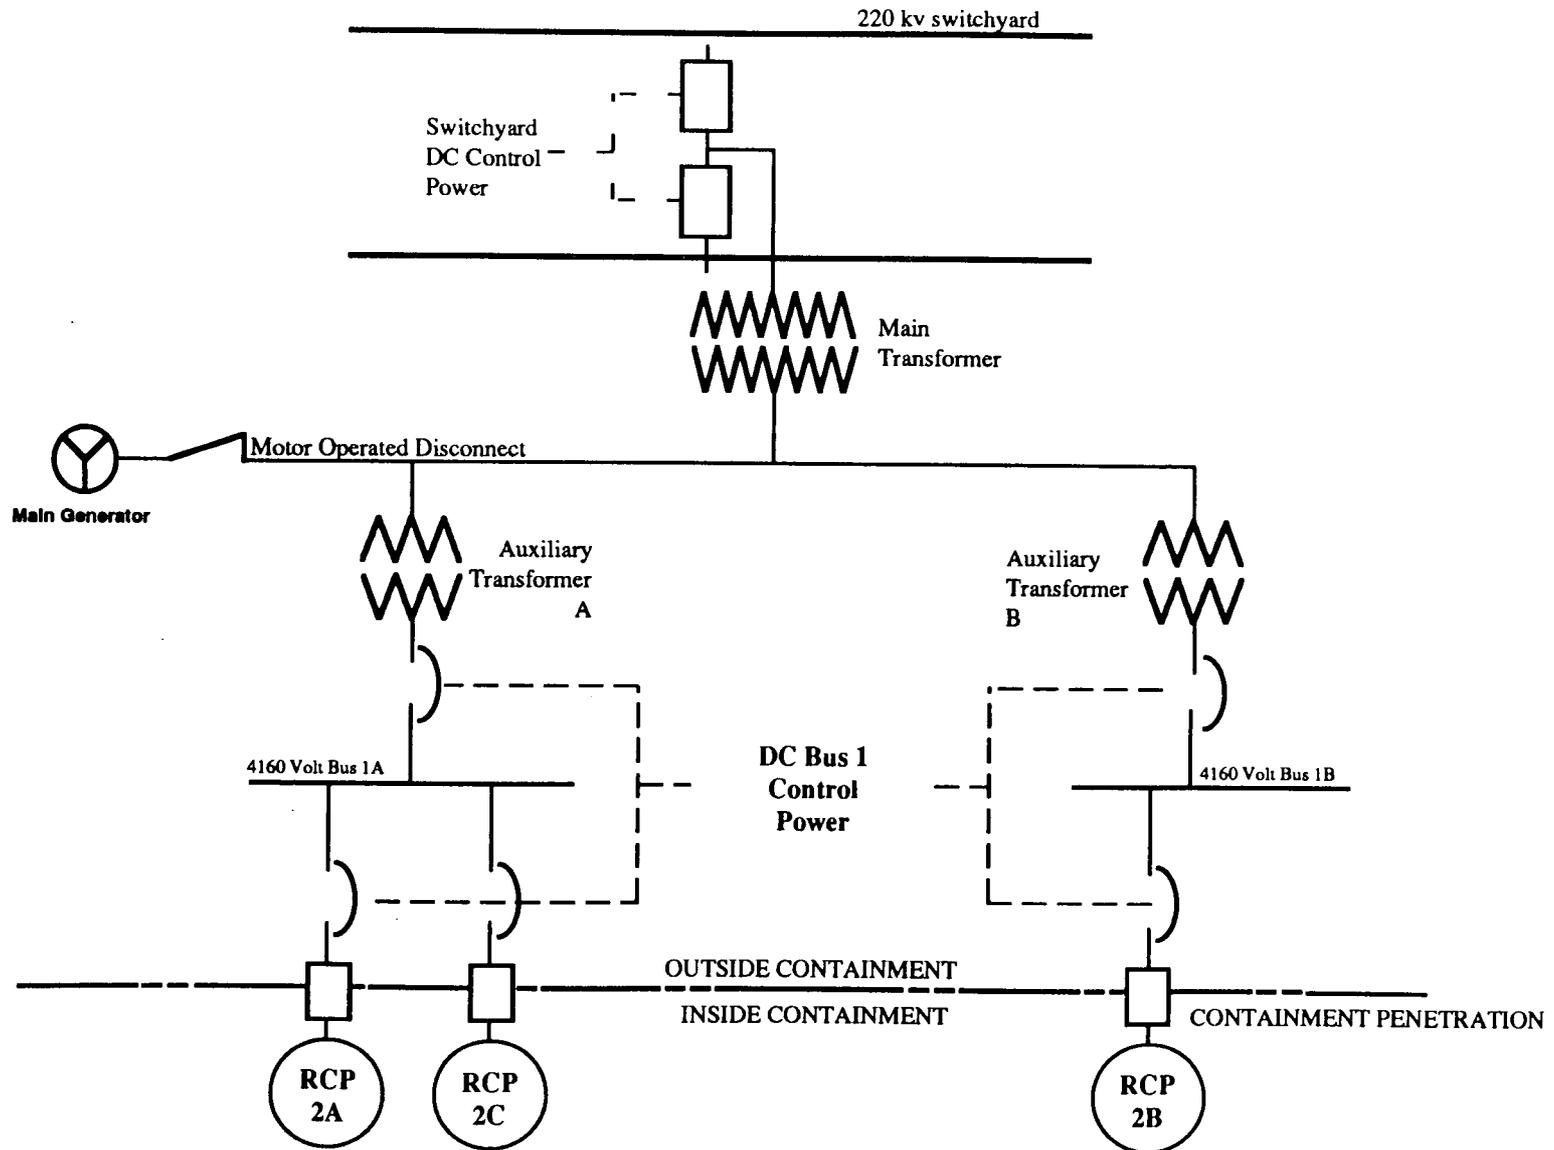 220 kv switchyard
Switchyard
DC Control
Power
Main
Transformer
Motor Operated Disconnect
Main Generator
Auxiliary
Transformer
A
Auxiliary
Transformer
B
DC Bus 1
Control
Power
4160 Volt Bus 1A
4160 Volt Bus 1B
OUTSIDE CONTAINMENT
INSIDE CONTAINMENT
CONTAINMENT PENETRATION
RCP
2A
RCP
2C
RCP
2B